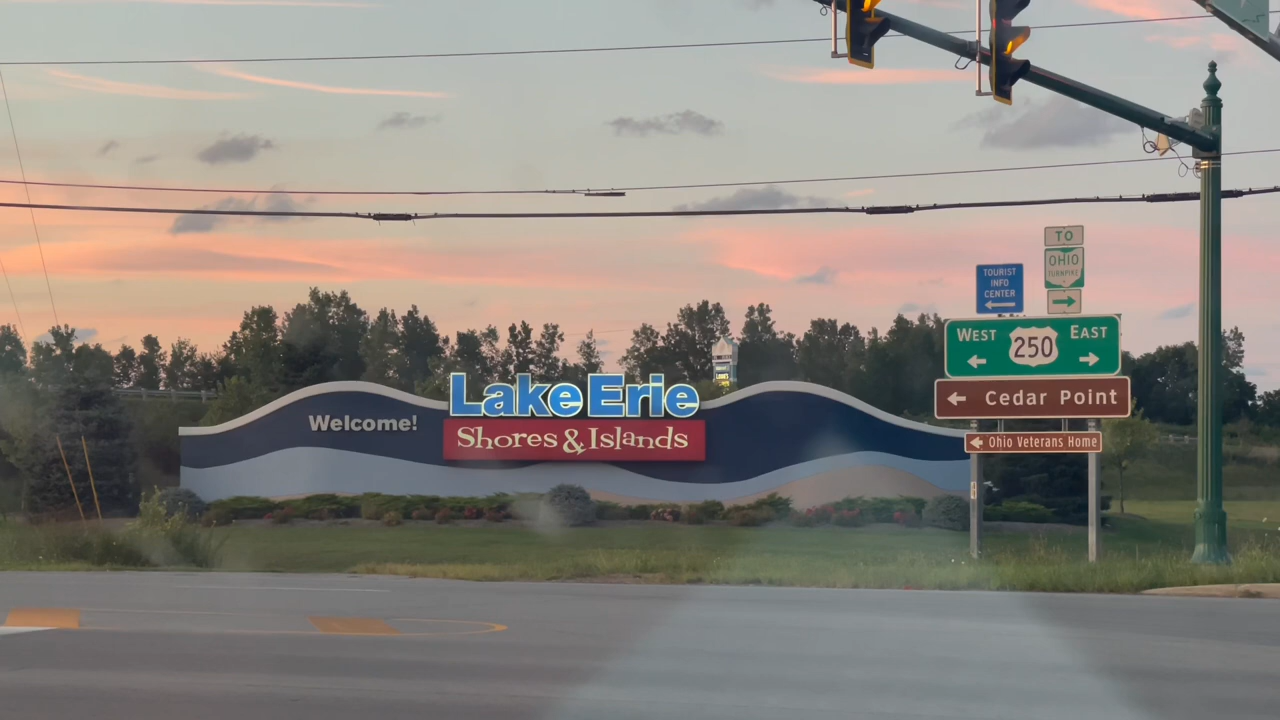 Welcome!
Lake Erie
Shores & Islands
TOURIST
INFO
CENTER
TO
OHIO
TURNPIKE
WEST
250
EAST
Cedar Point
Ohio Veterans Home